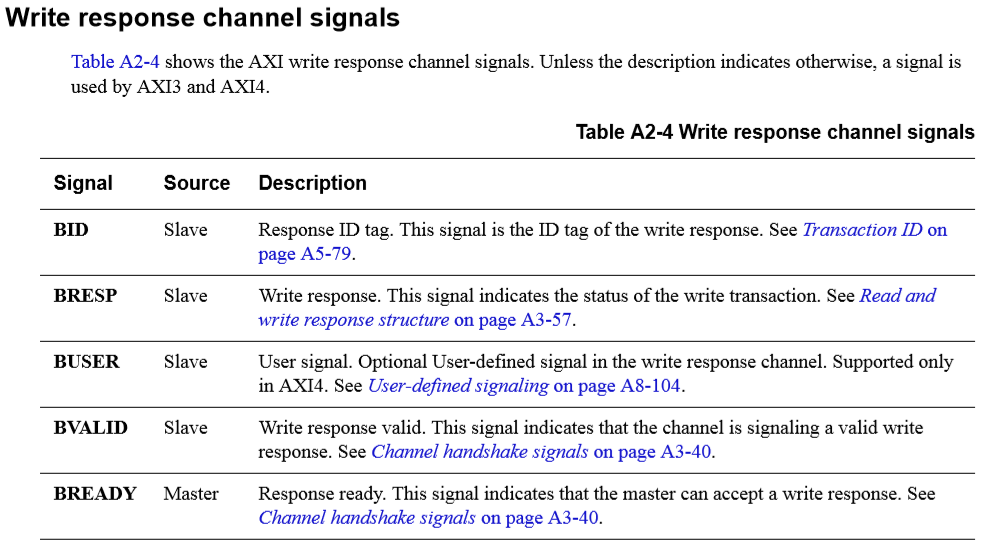 Write response channel signals
Table A2-4 shows the AXI write response channel signals. Unless the description indicates otherwise, a signal is
used by AXI3 and AXI4.
Table A2-4 Write response channel signals
Signal Source Description
BID Slave Response ID tag. This signal is the ID tag of the write response. See Transaction ID on
page A5-79.
BRESP Slave Write response. This signal indicates the status of the write transaction. See Read and
write response structure on page A3-57.
BUSER Slave User signal. Optional User-defined signal in the write response channel. Supported only
in AXI4. See User-defined signaling on page A8-104.
BVALID Slave Write response valid. This signal indicates that the channel is signaling a valid write
response. See Channel handshake signals on page A3-40.
BREADY Master Response ready. This signal indicates that the master can accept a write response. See
Channel handshake signals on page A3-40.